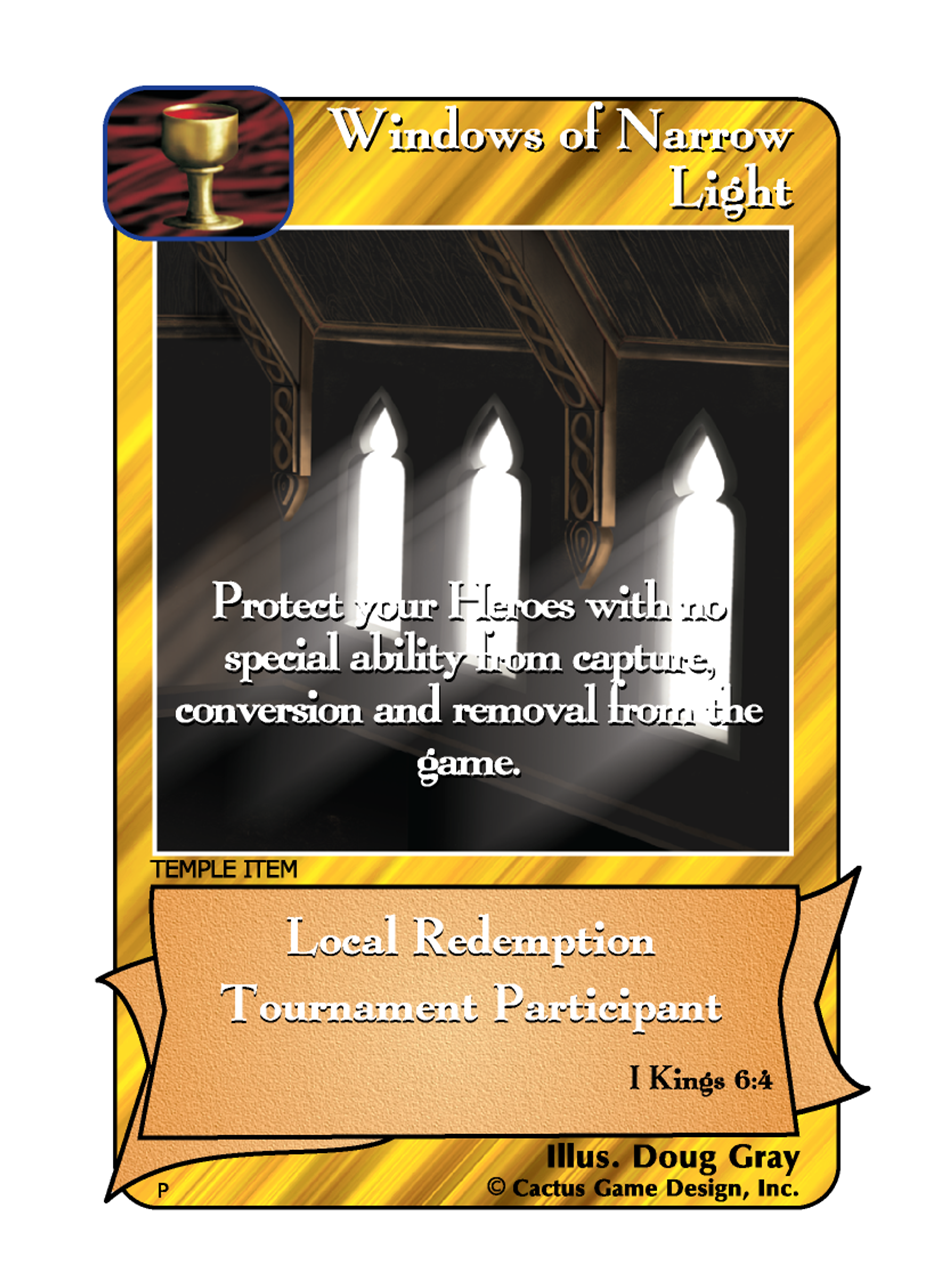 Windows of Narrow
Light
Protect your Heroes with no
special ability from capture,
conversion and removal from the
game.
TEMPLE ITEM
Local Redemption
Tournament Participant
I Kings 6:4
Illus. Doug Gray
P
© Cactus Game Design, Inc.